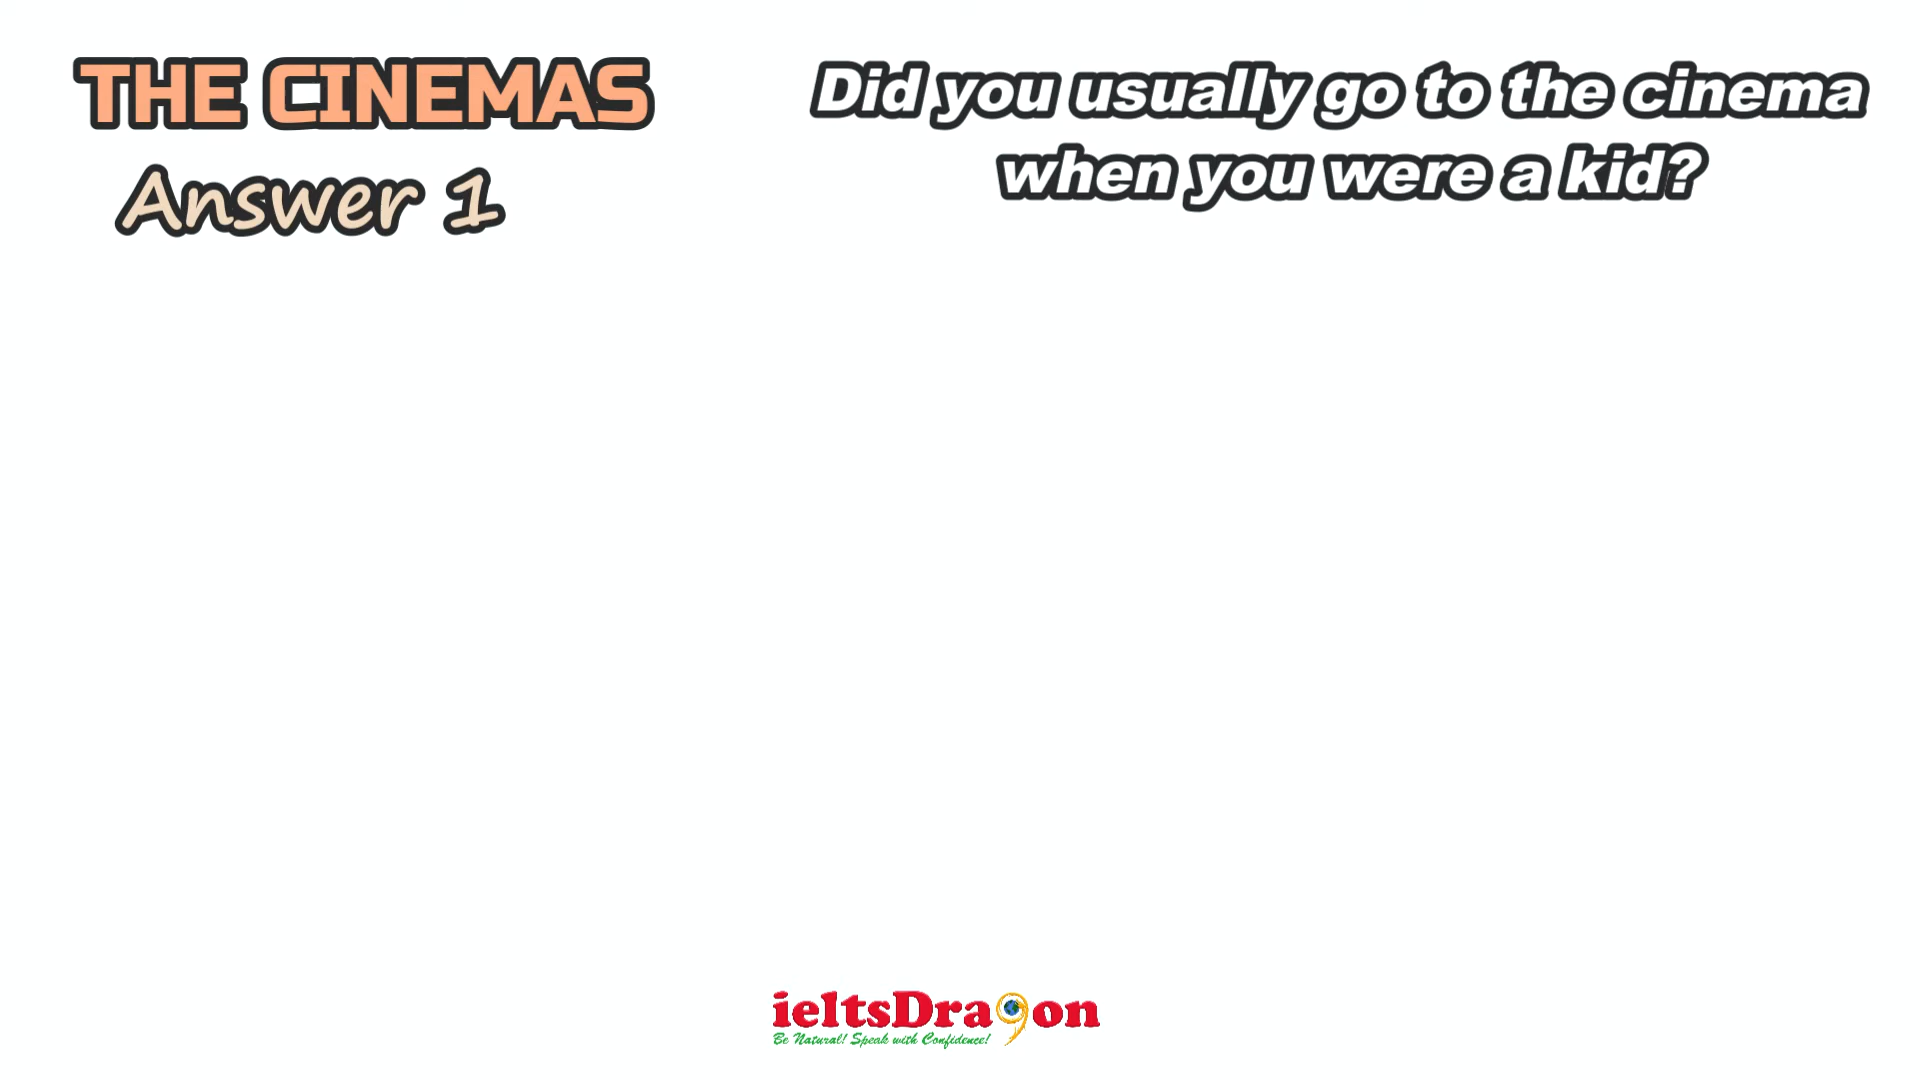 THE CINEMAS
Answer 1
Did you usually go to the cinema
when you were a kid?
ieltsDra9on
Be Natural! Speak with Confidence!